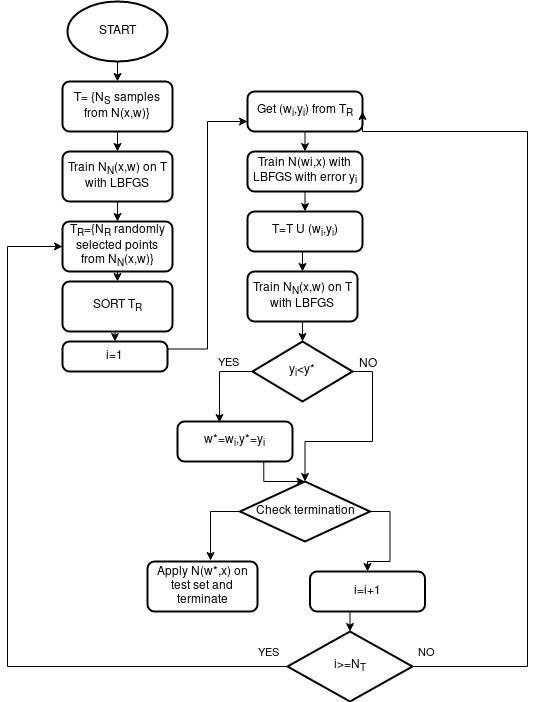 START
T= {N_S samples
from N(x,w)}
Train N_N(x,w) on T
with LBFGS
T_R={N_R randomly
selected points
from N_N(x,w)}
SORT T_R
i=1
Get (w_i,y_i) from T_R
Train N(wi,x) with
LBFGS with error y_i
T=T U (w_i,y_i)
Train N_N(x,w) on T
with LBFGS
y_i<y*
YES
NO
w*=w_i,y*=y_i
Check termination
Apply N(w*,x) on
test set and
terminate
i=i+1
i>=N_T
YES
NO